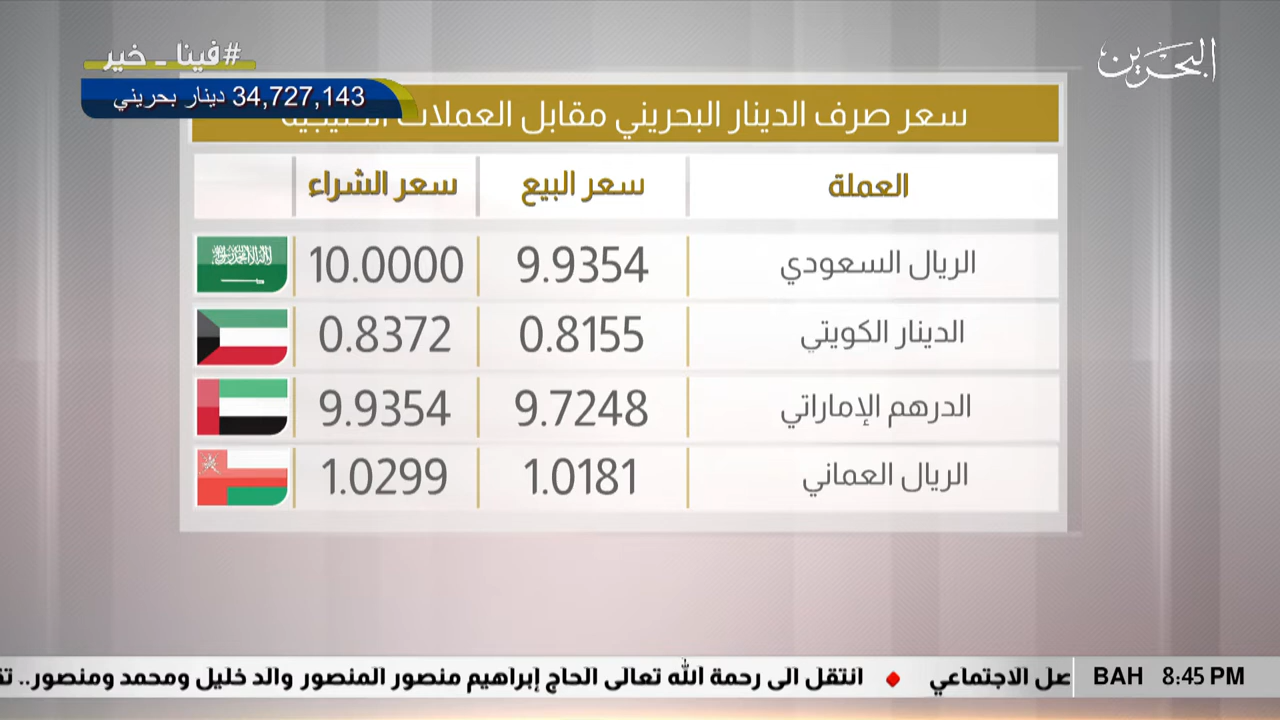 #فينا _ خير
34,727,143 دينار بحريني
البحرين
سعر صرف الدينار البحريني مقابل العملات
العملة سعر البيع سعر الشراء
الريال السعودي 9.9354 10.0000
الدينار الكويتي 0.8155 0.8372
الدرهم الإماراتي 9.7248 9.9354
الريال العماني 1.0181 1.0299
BAH 8:45 PM
الاجتماعي ♦ انتقل الى رحمة الله تعالى الحاج إبراهيم منصور المنصور والد خليل ومحمد ومنصور..